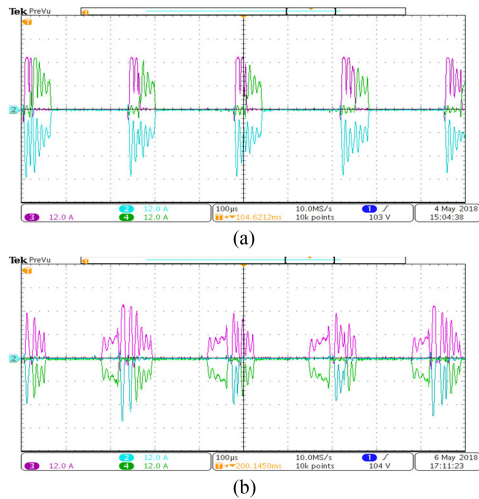 Tek PreVu
T
2
2 12.0 A
3 12.0 A 4 12.0 A
100µs 10.0MS/s 1
T→▼104.6212ms 10k points 103 V
4 May 2018
15:04:38
(a)
Tek PreVu
T
2
2 12.0 A
3 12.0 A 4 12.0 A
100µs 10.0MS/s 1
T→▼200.1450ms 10k points 104 V
6 May 2018
17:11:23
(b)